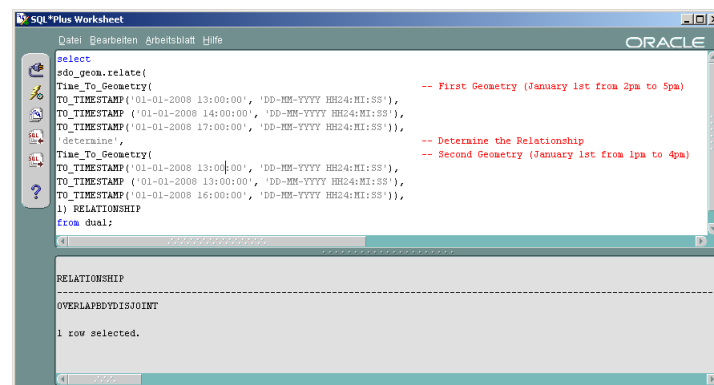 SQL*Plus Worksheet
Datei Bearbeiten Arbeitsblatt Hilfe
ORACLE
select
sdo_geom.relate(
Time_To_Geometry( -- First Geometry (January 1st from 2pm to 5pm)
TO_TIMESTAMP('01-01-2008 13:00:00', 'DD-MM-YYYY HH24:MI:SS'),
TO_TIMESTAMP ('01-01-2008 14:00:00', 'DD-MM-YYYY HH24:MI:SS'),
TO_TIMESTAMP('01-01-2008 17:00:00', 'DD-MM-YYYY HH24:MI:SS')),
'determine', -- Determine the Relationship
Time_To_Geometry( -- Second Geometry (January 1st from 1pm to 4pm)
TO_TIMESTAMP('01-01-2008 13:00:00', 'DD-MM-YYYY HH24:MI:SS'),
TO_TIMESTAMP ('01-01-2008 13:00:00', 'DD-MM-YYYY HH24:MI:SS'),
TO_TIMESTAMP('01-01-2008 16:00:00', 'DD-MM-YYYY HH24:MI:SS')),
1) RELATIONSHIP
from dual;
SQL
SQL
RELATIONSHIP
OVERLAPBDYDISJOINT
1 row selected.